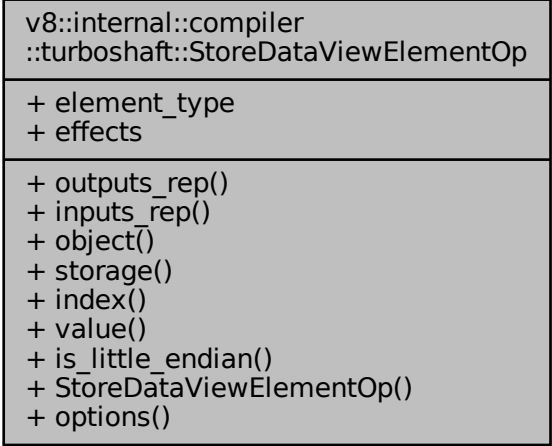 v8::internal::compiler
::turboshaft::StoreDataViewElementOp
+ element_type
+ effects
+ outputs_rep()
+ inputs_rep()
+ object()
+ storage()
+ index()
+ value()
+ is_little_endian()
+ StoreDataViewElementOp()
+ options()